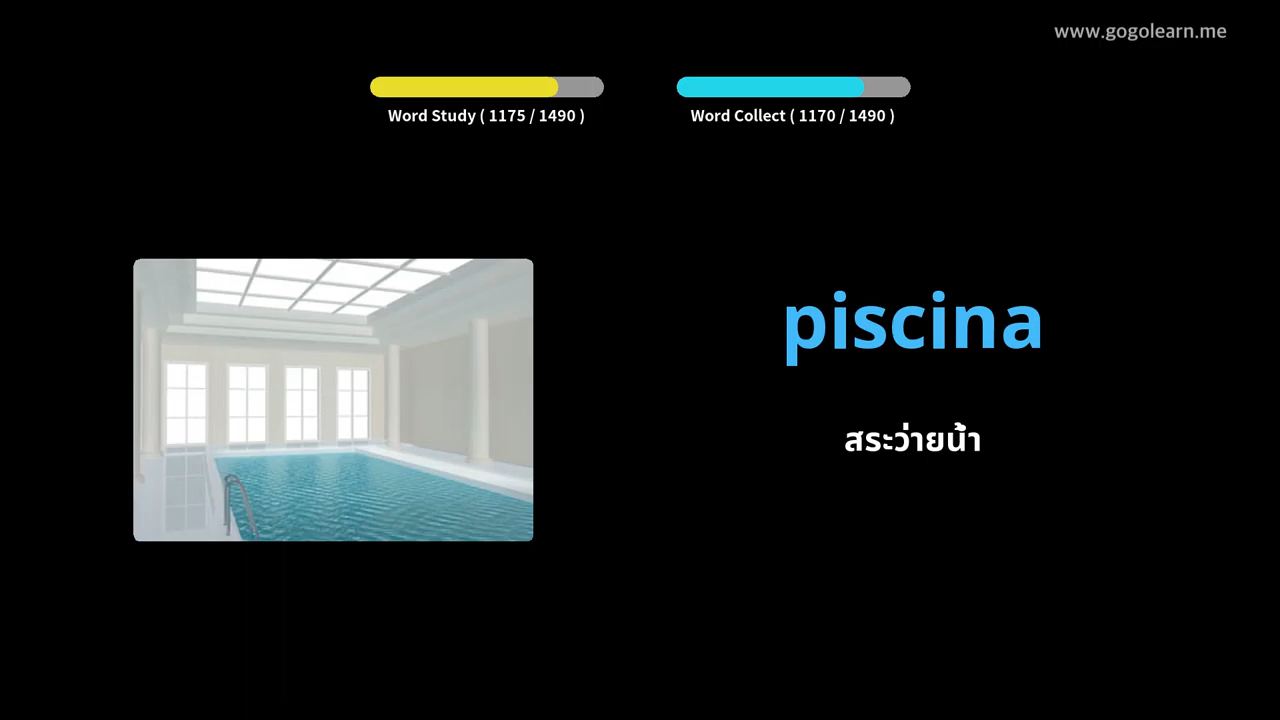 www.gogolearn.me
Word Study ( 1175 / 1490 )
Word Collect ( 1170 / 1490 )
piscina
สระว่ายน้ำ